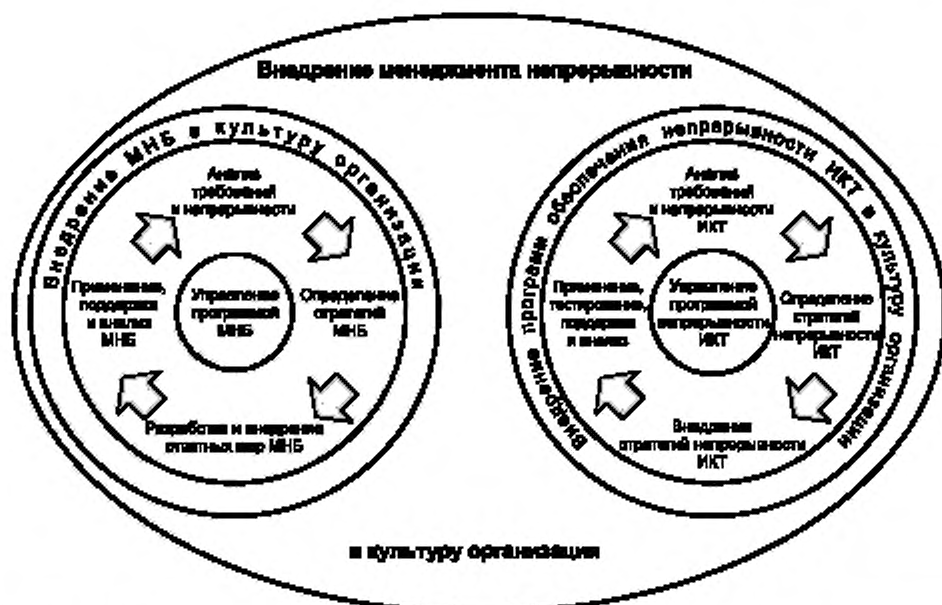 Внедрение менеджмента непрерывности
Внедрение МНБ в культуру организации
Анализ
требований
и непрерывности
Применение,
поддержка
и анализ
МНБ
Управление
программой
МНБ
Определение
стратегий
МНБ
Разработка и внедрение
ответных мер МНБ
Внедрение программ обеспечения непрерывности ИКТ в культуру организации
Анализ
требований
и непрерывности
ИКТ
Применение,
тестирование,
поддержка
и анализ
Управление
программой
непрерывности
ИКТ
Определение
стратегий
непрерывности
ИКТ
Внедрение
стратегий непрерывности
ИКТ
в культуру организации